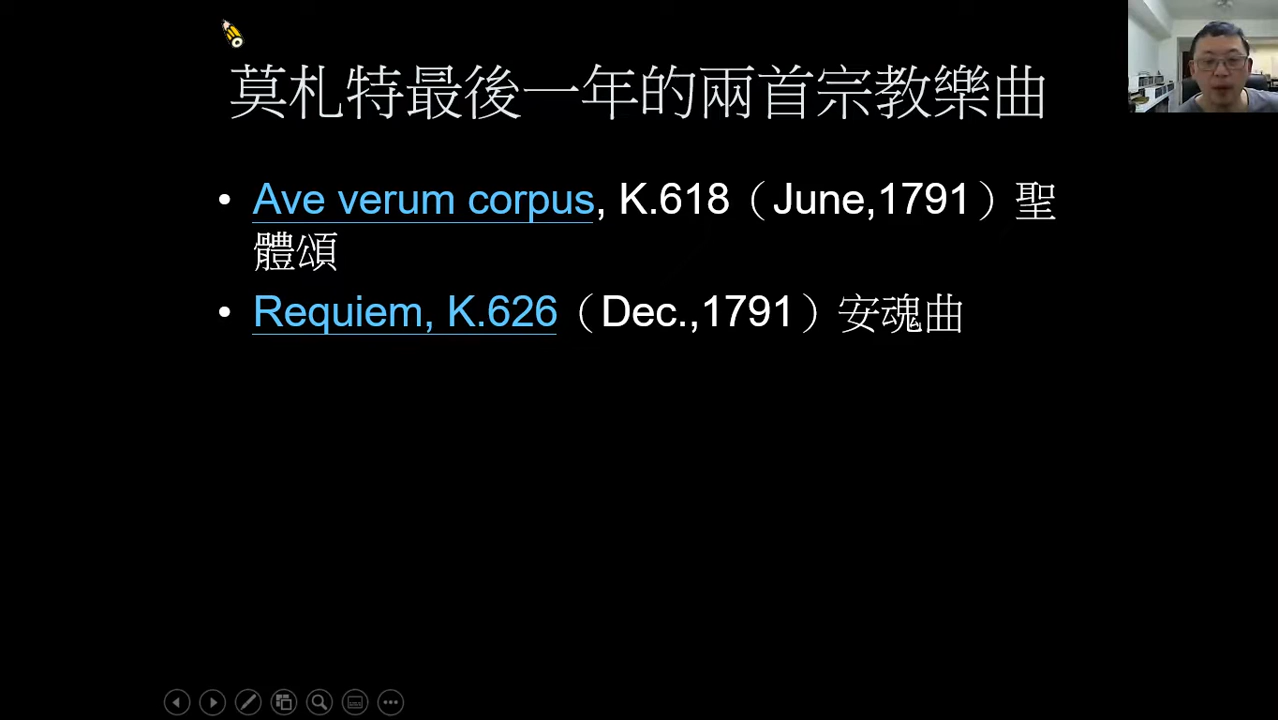 莫札特最後一年的兩首宗教樂曲
• Ave verum corpus, K.618（June,1791）聖
體頌
• Requiem, K.626（Dec.,1791）安魂曲